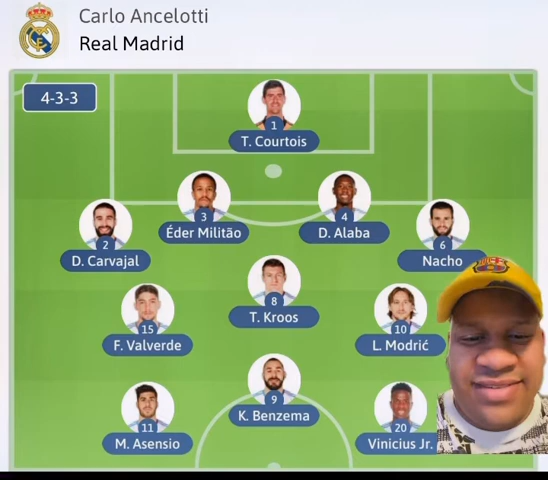 Carlo Ancelotti
Real Madrid
4-3-3
1
T. Courtois
3
Éder Militão
4
D. Alaba
2
D. Carvajal
6
Nacho
8
T. Kroos
15
F. Valverde
10
L. Modrić
9
K. Benzema
11
M. Asensio
20
Vinicius Jr.